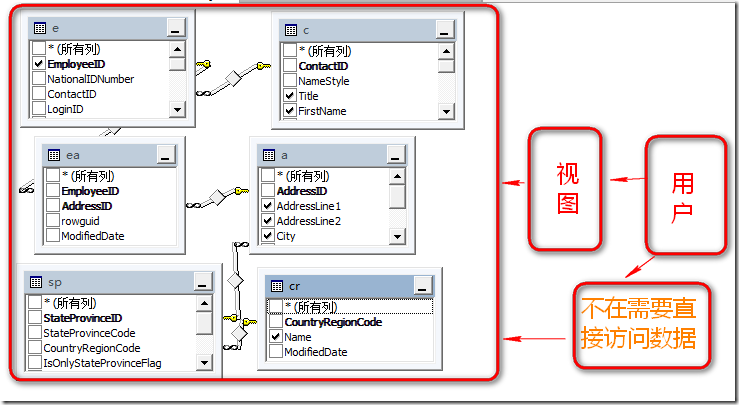 e
* (所有列)
EmployeeID
NationalIDNumber
ContactID
LoginID
c
* (所有列)
ContactID
NameStyle
Title
FirstName
ea
* (所有列)
EmployeeID
AddressID
rowguid
ModifiedDate
a
* (所有列)
AddressID
AddressLine1
AddressLine2
City
sp
* (所有列)
StateProvinceID
StateProvinceCode
CountryRegionCode
IsOnlyStateProvinceFlag
cr
* (所有列)
CountryRegionCode
Name
ModifiedDate
视
图
用
户
不在需要直
接访问数据